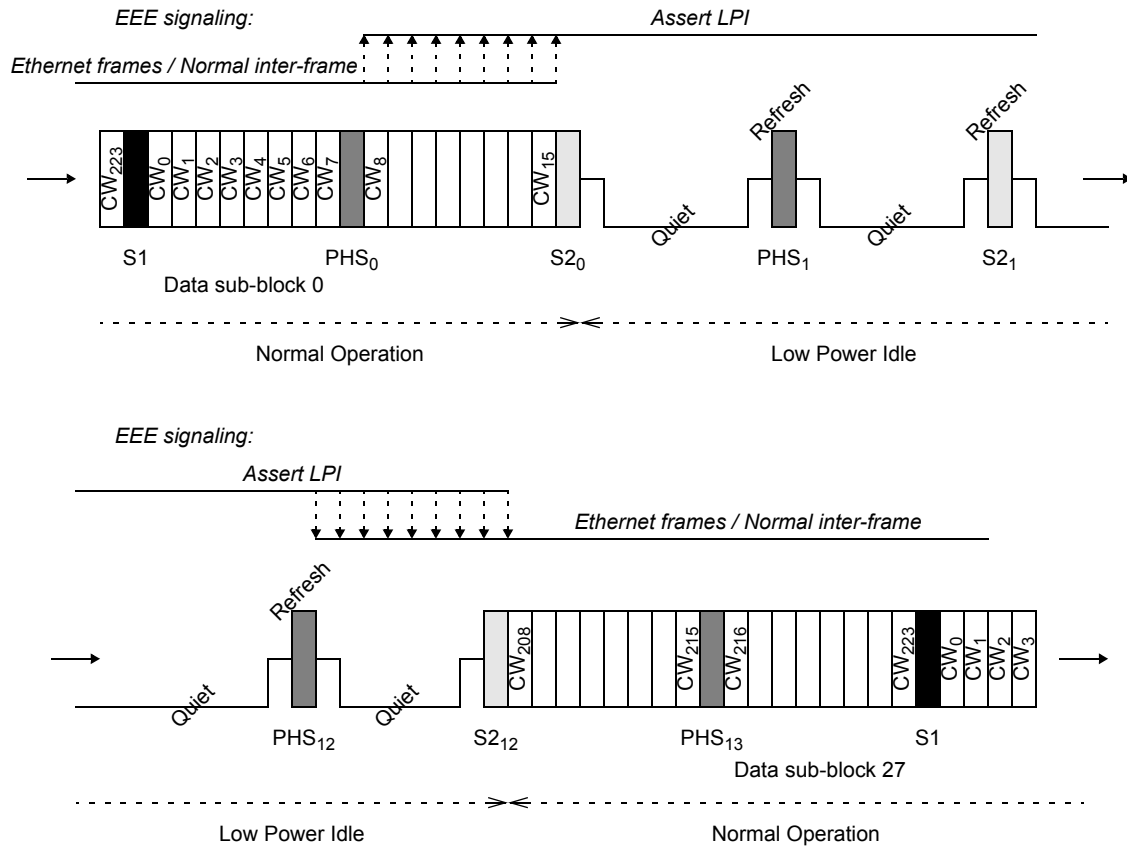 EEE signaling:
Assert LPI
Ethernet frames / Normal inter-frame
Refresh
Refresh
CW223
CW0
CW1
CW2
CW3
CW4
CW5
CW6
CW7
CW8
CW15
Quiet
Quiet
S1
PHS0
S20
PHS1
S21
Data sub-block 0
Normal Operation
Low Power Idle
EEE signaling:
Assert LPI
Ethernet frames / Normal inter-frame
Refresh
CW208
CW215
CW216
CW223
CW0
CW1
CW2
CW3
Quiet
Quiet
PHS12
S212
PHS13
S1
Data sub-block 27
Low Power Idle
Normal Operation